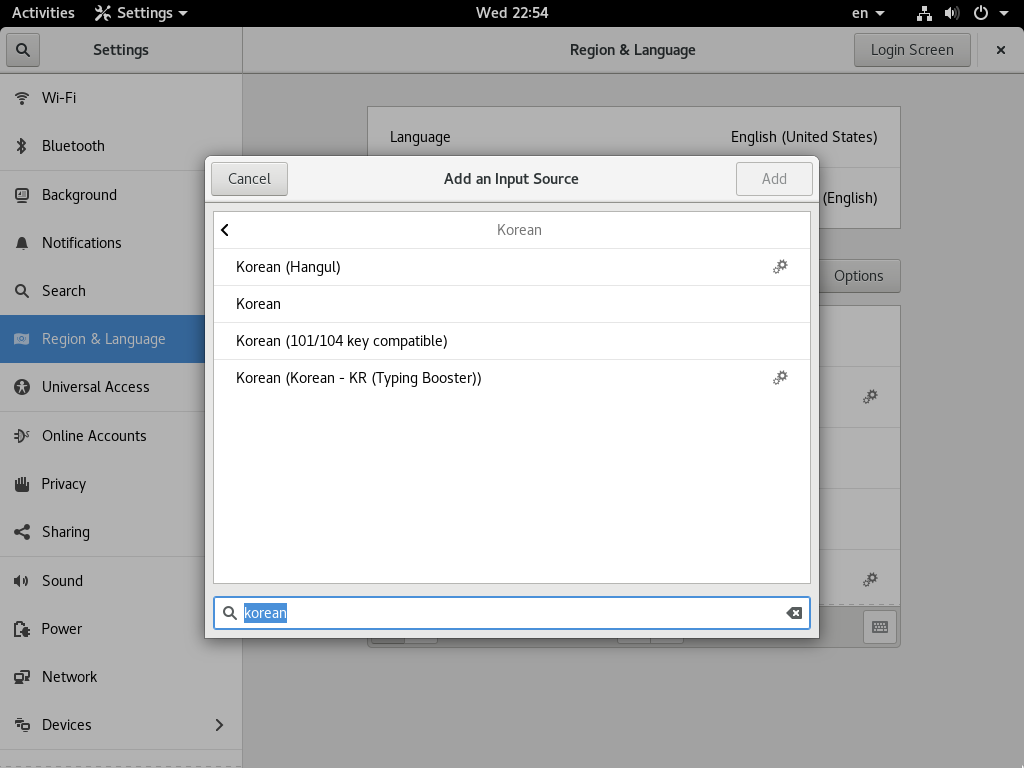 Activities Settings Wed 22:54 en
Settings Region & Language Login Screen
Wi-Fi
Bluetooth
Background
Notifications
Search
Region & Language
Universal Access
Online Accounts
Privacy
Sharing
Sound
Power
Network
Devices
Language English (United States)
(English)
Options
Cancel Add an Input Source Add
Korean
Korean (Hangul)
Korean
Korean (101/104 key compatible)
Korean (Korean - KR (Typing Booster))
korean